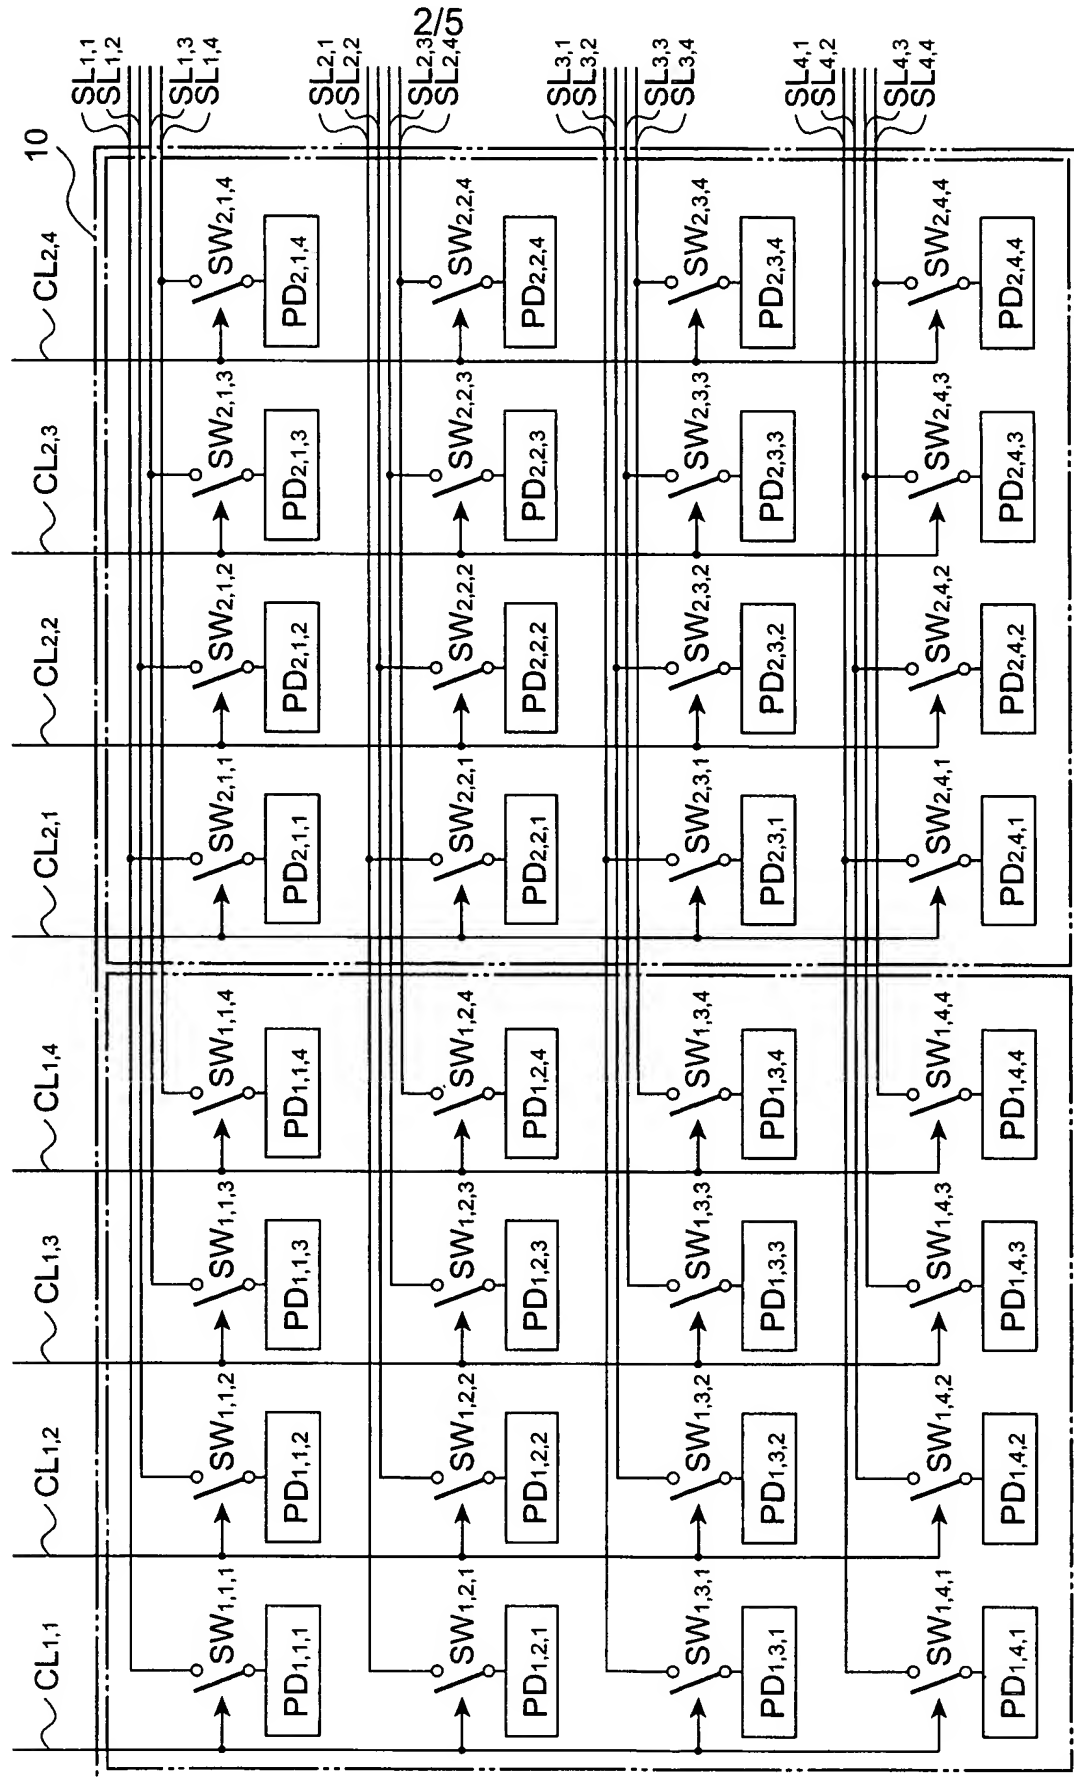 2/5
10
CL1,1
CL1,2
CL1,3
CL1,4
CL2,1
CL2,2
CL2,3
CL2,4
SL1,1
SL1,2
SL1,3
SL1,4
SW1,1,1
SW1,1,2
SW1,1,3
SW1,1,4
SW2,1,1
SW2,1,2
SW2,1,3
SW2,1,4
PD1,1,1
PD1,1,2
PD1,1,3
PD1,1,4
PD2,1,1
PD2,1,2
PD2,1,3
PD2,1,4
SL2,1
SL2,2
SL2,3
SL2,4
SW1,2,1
SW1,2,2
SW1,2,3
SW1,2,4
SW2,2,1
SW2,2,2
SW2,2,3
SW2,2,4
PD1,2,1
PD1,2,2
PD1,2,3
PD1,2,4
PD2,2,1
PD2,2,2
PD2,2,3
PD2,2,4
SL3,1
SL3,2
SL3,3
SL3,4
SW1,3,1
SW1,3,2
SW1,3,3
SW1,3,4
SW2,3,1
SW2,3,2
SW2,3,3
SW2,3,4
PD1,3,1
PD1,3,2
PD1,3,3
PD1,3,4
PD2,3,1
PD2,3,2
PD2,3,3
PD2,3,4
SL4,1
SL4,2
SL4,3
SL4,4
SW1,4,1
SW1,4,2
SW1,4,3
SW1,4,4
SW2,4,1
SW2,4,2
SW2,4,3
SW2,4,4
PD1,4,1
PD1,4,2
PD1,4,3
PD1,4,4
PD2,4,1
PD2,4,2
PD2,4,3
PD2,4,4